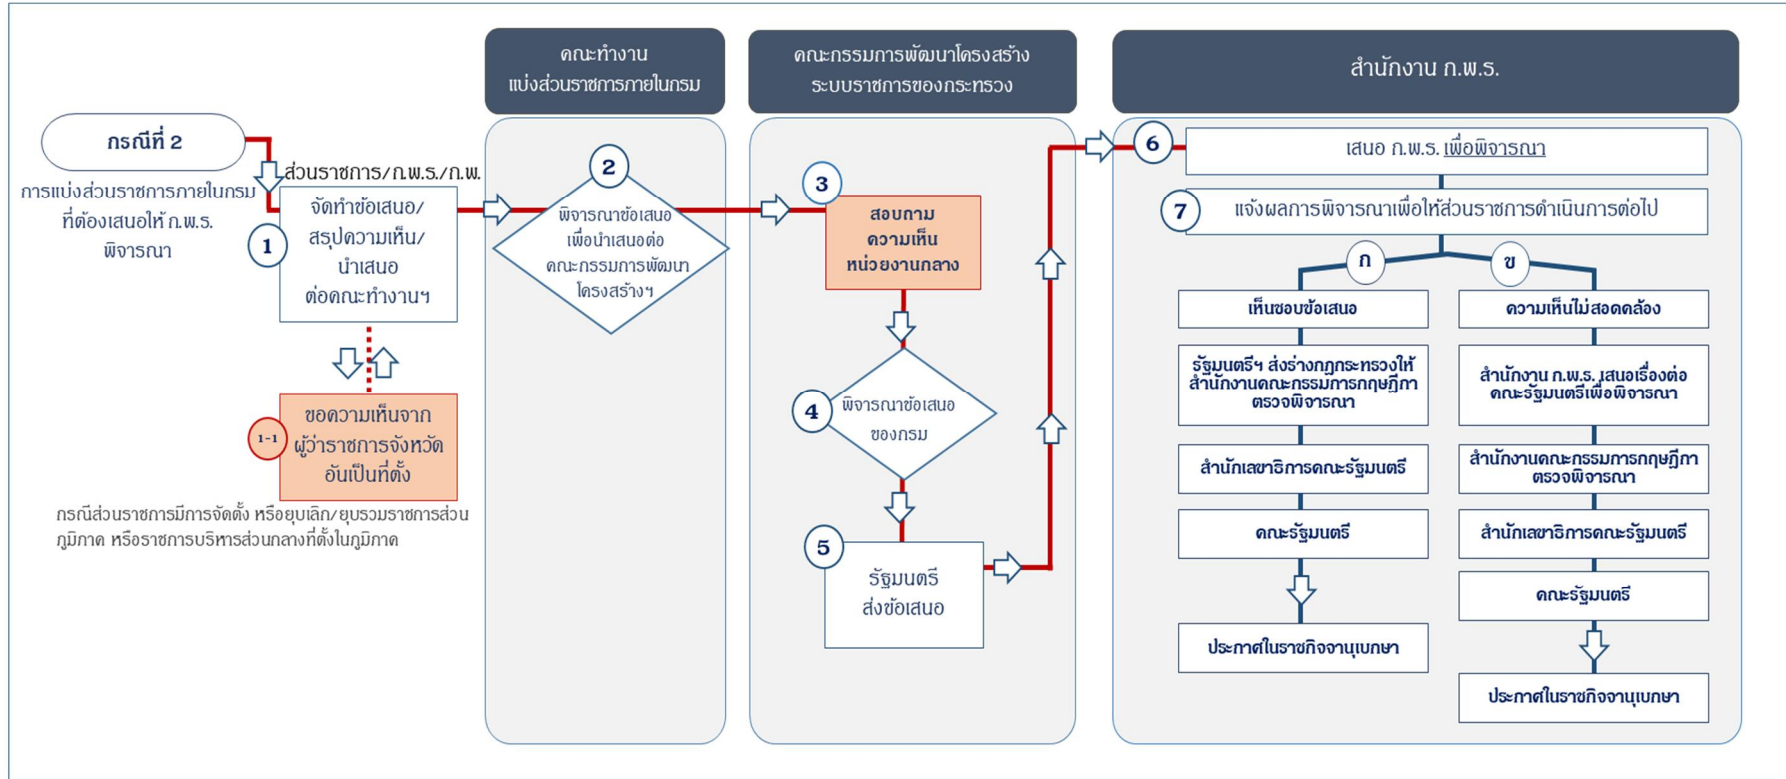 คณะทำงาน
แบ่งส่วนราชการภายในกรม
คณะกรรมการพัฒนาโครงสร้าง
ระบบราชการของกระทรวง
สำนักงาน ก.พ.ร.
กรณีที่ 2
การแบ่งส่วนราชการภายในกรม
ที่ต้องเสนอให้ ก.พ.ร.
พิจารณา
ส่วนราชการ/ก.พ.ร./ก.พ.
1
จัดทำข้อเสนอ/
สรุปความเห็น/
นำเสนอ
ต่อคณะทำงานฯ
1-1
ขอความเห็นจาก
ผู้ว่าราชการจังหวัด
อันเป็นที่ตั้ง
กรณีส่วนราชการมีการจัดตั้ง หรือยุบเลิก/ยุบรวมราชการส่วน
ภูมิภาค หรือราชการบริหารส่วนกลางที่ตั้งในภูมิภาค
2
พิจารณาข้อเสนอ
เพื่อนำเสนอต่อ
คณะกรรมการพัฒนา
โครงสร้างฯ
3
สอบถาม
ความเห็น
หน่วยงานกลาง
4
พิจารณาข้อเสนอ
ของกรม
5
รัฐมนตรี
ส่งข้อเสนอ
6
เสนอ ก.พ.ร. เพื่อพิจารณา
7
แจ้งผลการพิจารณาเพื่อให้ส่วนราชการดำเนินการต่อไป
ก
เห็นชอบข้อเสนอ
รัฐมนตรีฯ ส่งร่างกฎกระทรวงให้
สำนักงานคณะกรรมการกฤษฎีกา
ตรวจพิจารณา
สำนักเลขาธิการคณะรัฐมนตรี
คณะรัฐมนตรี
ประกาศในราชกิจจานุเบกษา
ข
ความเห็นไม่สอดคล้อง
สำนักงาน ก.พ.ร. เสนอเรื่องต่อ
คณะรัฐมนตรีเพื่อพิจารณา
สำนักงานคณะกรรมการกฤษฎีกา
ตรวจพิจารณา
สำนักเลขาธิการคณะรัฐมนตรี
คณะรัฐมนตรี
ประกาศในราชกิจจานุเบกษา